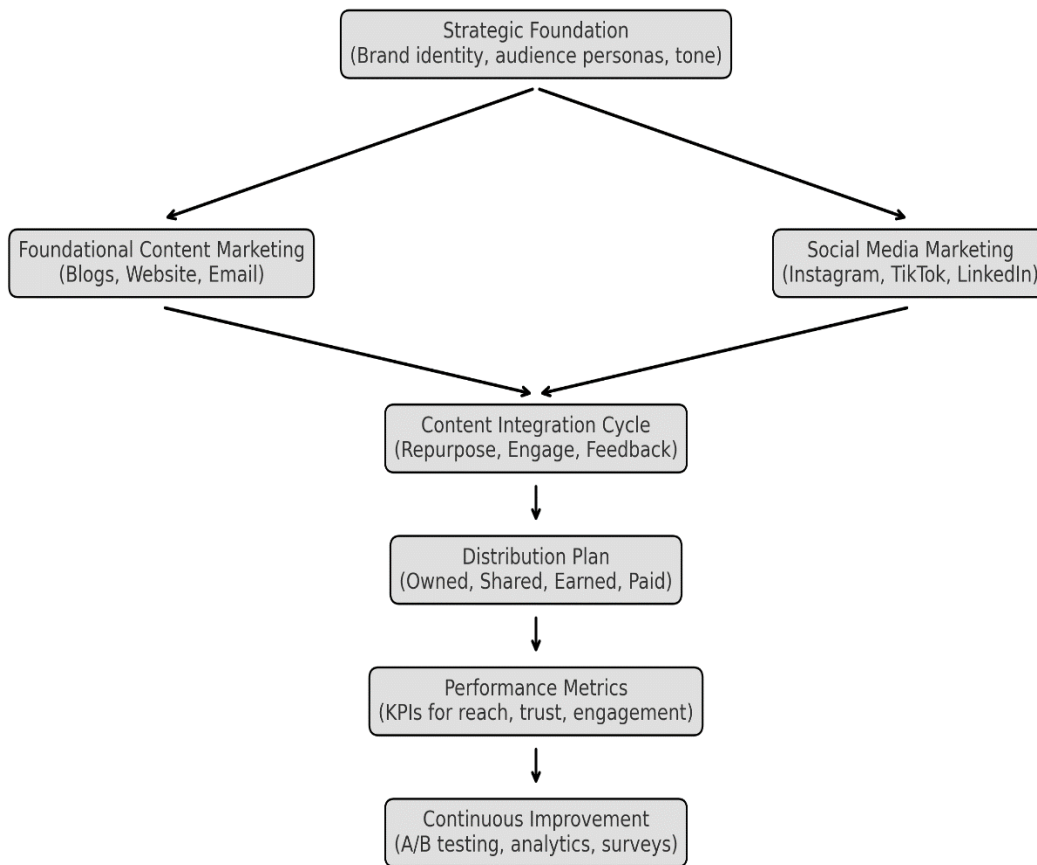 Strategic Foundation
(Brand identity, audience personas, tone)
Foundational Content Marketing
(Blogs, Website, Email)
Social Media Marketing
(Instagram, TikTok, LinkedIn)
Content Integration Cycle
(Repurpose, Engage, Feedback)
Distribution Plan
(Owned, Shared, Earned, Paid)
Performance Metrics
(KPIs for reach, trust, engagement)
Continuous Improvement
(A/B testing, analytics, surveys)